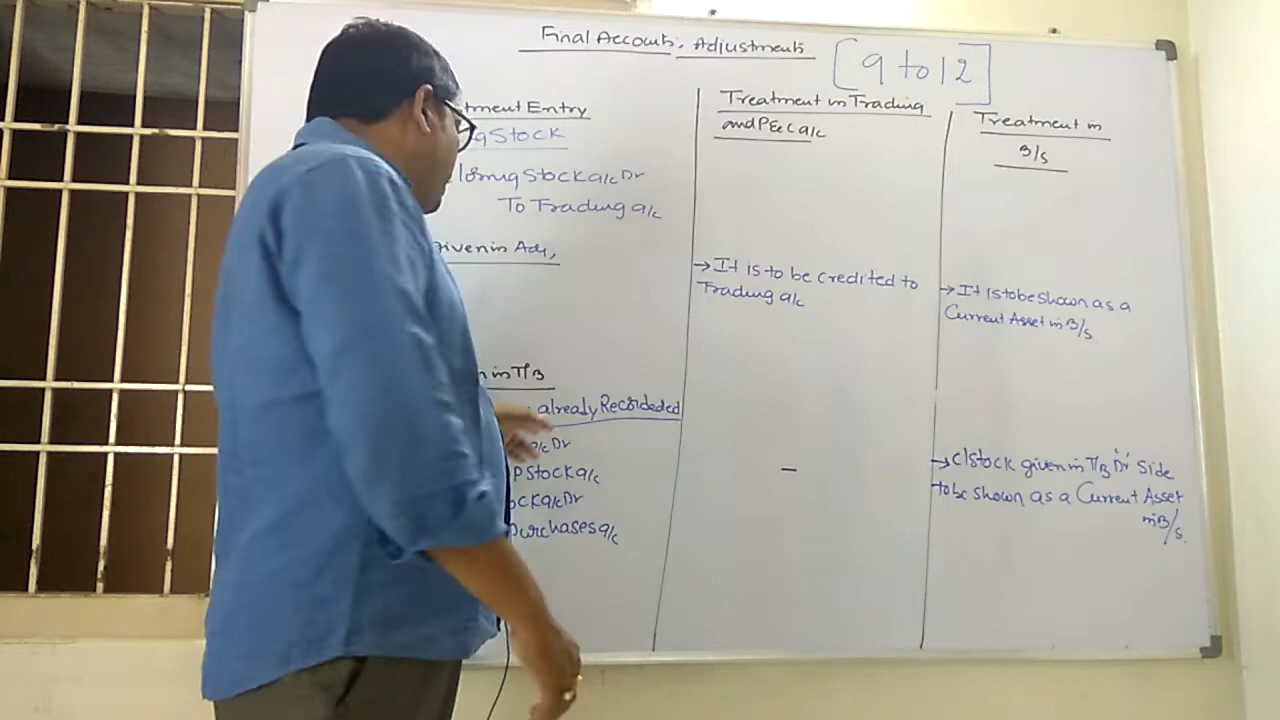 Final Accounts, Adjustments [9 to 12]
tment Entry
gStock
losing Stock a/c Dr
To Trading a/c
given in Adj,
n in T/B
already Recordeded
a/c Dr
p Stock a/c
ock a/c Dr
Purchases a/c
Treatment in Trading
and P&L a/c
→ It is to be credited to
Trading a/c
–
Treatment in
B/s
→ It is to be shown as a
Current Asset in B/s
→ c/stock given in T/B Dr Side
to be shown as a Current Asset
in B/s.